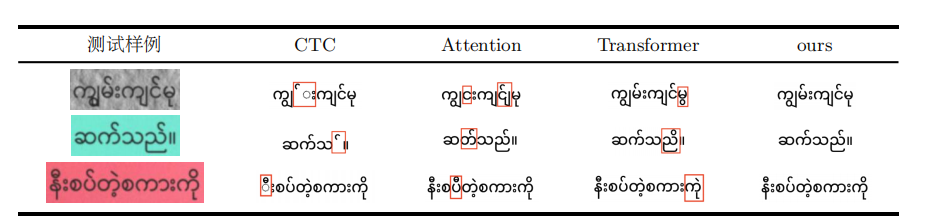 测试样例 CTC Attention Transformer ours
ကျွမ်းကျင်မှု ကျွ ်းကျင်မှု ကျွငးကျင်ျမှု ကျွမ်းကျင်မွ ကျွမ်းကျင်မှု
ဆက်သည်။ ဆက်သ ်။ ဆတ်သည်။ ဆက်သညိ။ ဆက်သည်။
နီးစပ်တဲ့စကားကို ီးစပ်တဲ့စကားကို နီးစပီတဲ့စကားကို နီးစပ်တဲ့စကားကဲု နီးစပ်တဲ့စကားကို